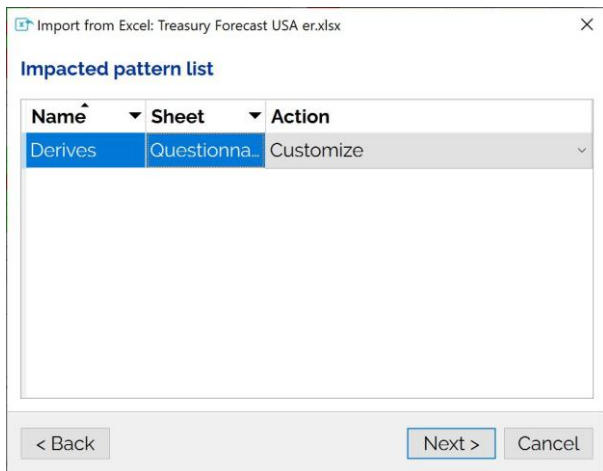 Import from Excel: Treasury Forecast USA er.xlsx
Impacted pattern list
Name Sheet Action
Derives Questionna... Customize
< Back Next > Cancel